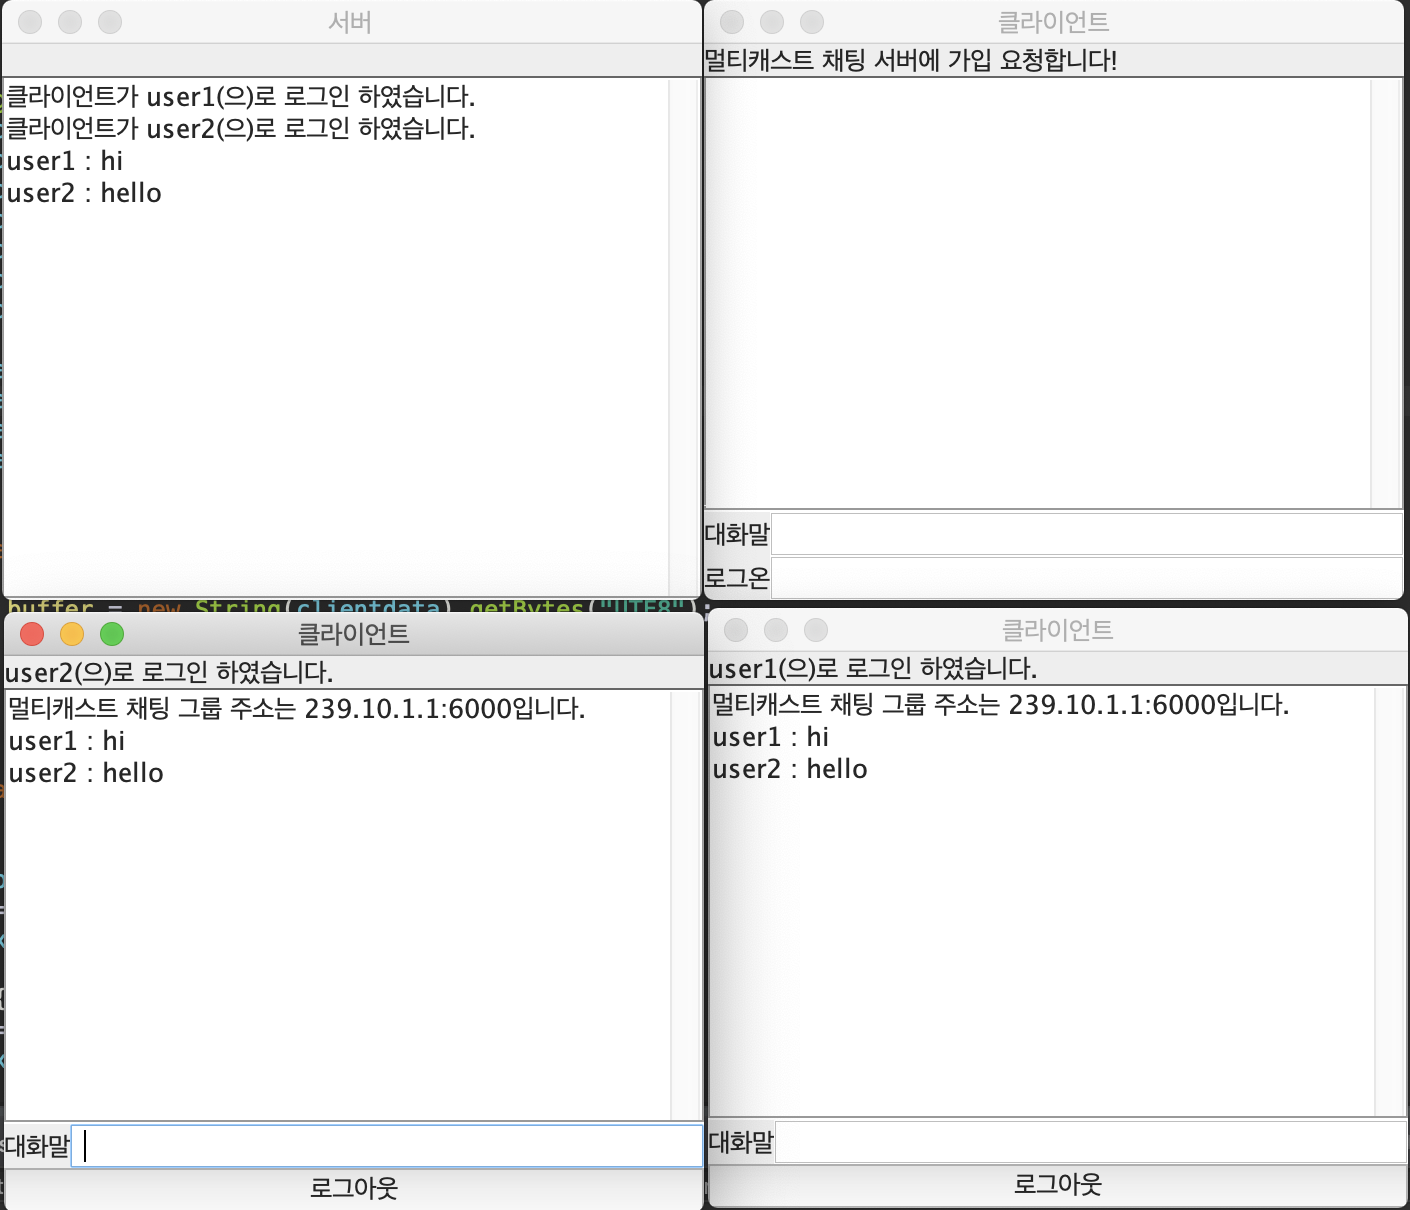 서버
클라이언트가 user1(으)로 로그인 하였습니다.
클라이언트가 user2(으)로 로그인 하였습니다.
user1 : hi
user2 : hello
클라이언트
멀티캐스트 채팅 서버에 가입 요청합니다!
대화말
로그온
buffer = new String(clientdata).getBytes("UTF8");
클라이언트
user2(으)로 로그인 하였습니다.
멀티캐스트 채팅 그룹 주소는 239.10.1.1:6000입니다.
user1 : hi
user2 : hello
대화말
로그아웃
클라이언트
user1(으)로 로그인 하였습니다.
멀티캐스트 채팅 그룹 주소는 239.10.1.1:6000입니다.
user1 : hi
user2 : hello
대화말
로그아웃